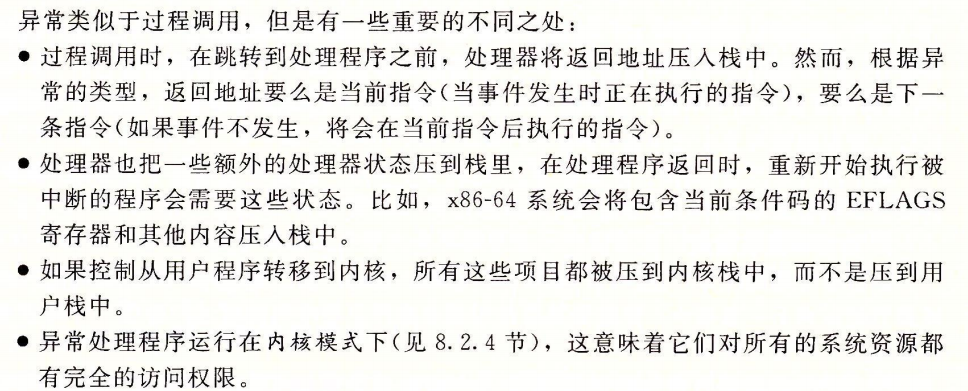 异常类似于过程调用，但是有一些重要的不同之处：
● 过程调用时，在跳转到处理程序之前，处理器将返回地址压入栈中。然而，根据异
常的类型，返回地址要么是当前指令(当事件发生时正在执行的指令)，要么是下一
条指令(如果事件不发生，将会在当前指令后执行的指令)。
● 处理器也把一些额外的处理器状态压到栈里，在处理程序返回时，重新开始执行被
中断的程序会需要这些状态。比如，x86-64 系统会将包含当前条件码的 EFLAGS
寄存器和其他内容压入栈中。
● 如果控制从用户程序转移到内核，所有这些项目都被压到内核栈中，而不是压到用
户栈中。
● 异常处理程序运行在内核模式下(见 8.2.4 节)，这意味着它们对所有的系统资源都
有完全的访问权限。